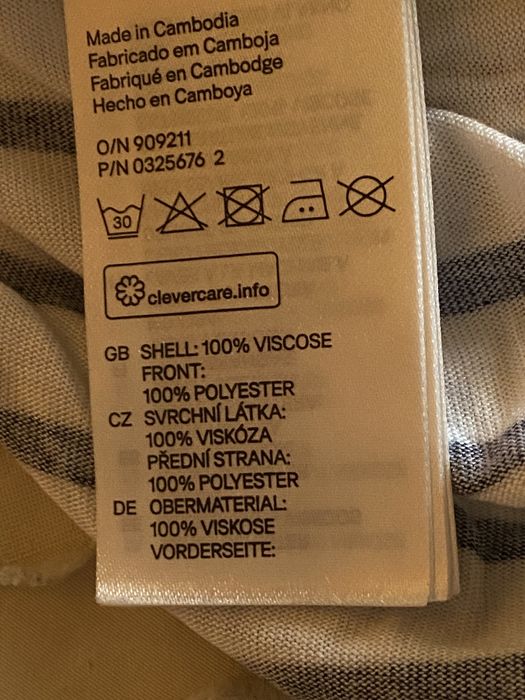 Made in Cambodia
Fabricado em Camboja
Fabriqué en Cambodge
Hecho en Camboya
O/N 909211
P/N 0325676 2
30
clevercare.info
GB SHELL: 100% VISCOSE
FRONT:
100% POLYESTER
CZ SVRCHNÍ LÁTKA:
100% VISKÓZA
PŘEDNÍ STRANA:
100% POLYESTER
DE OBERMATERIAL:
100% VISKOSE
VORDERSEITE: